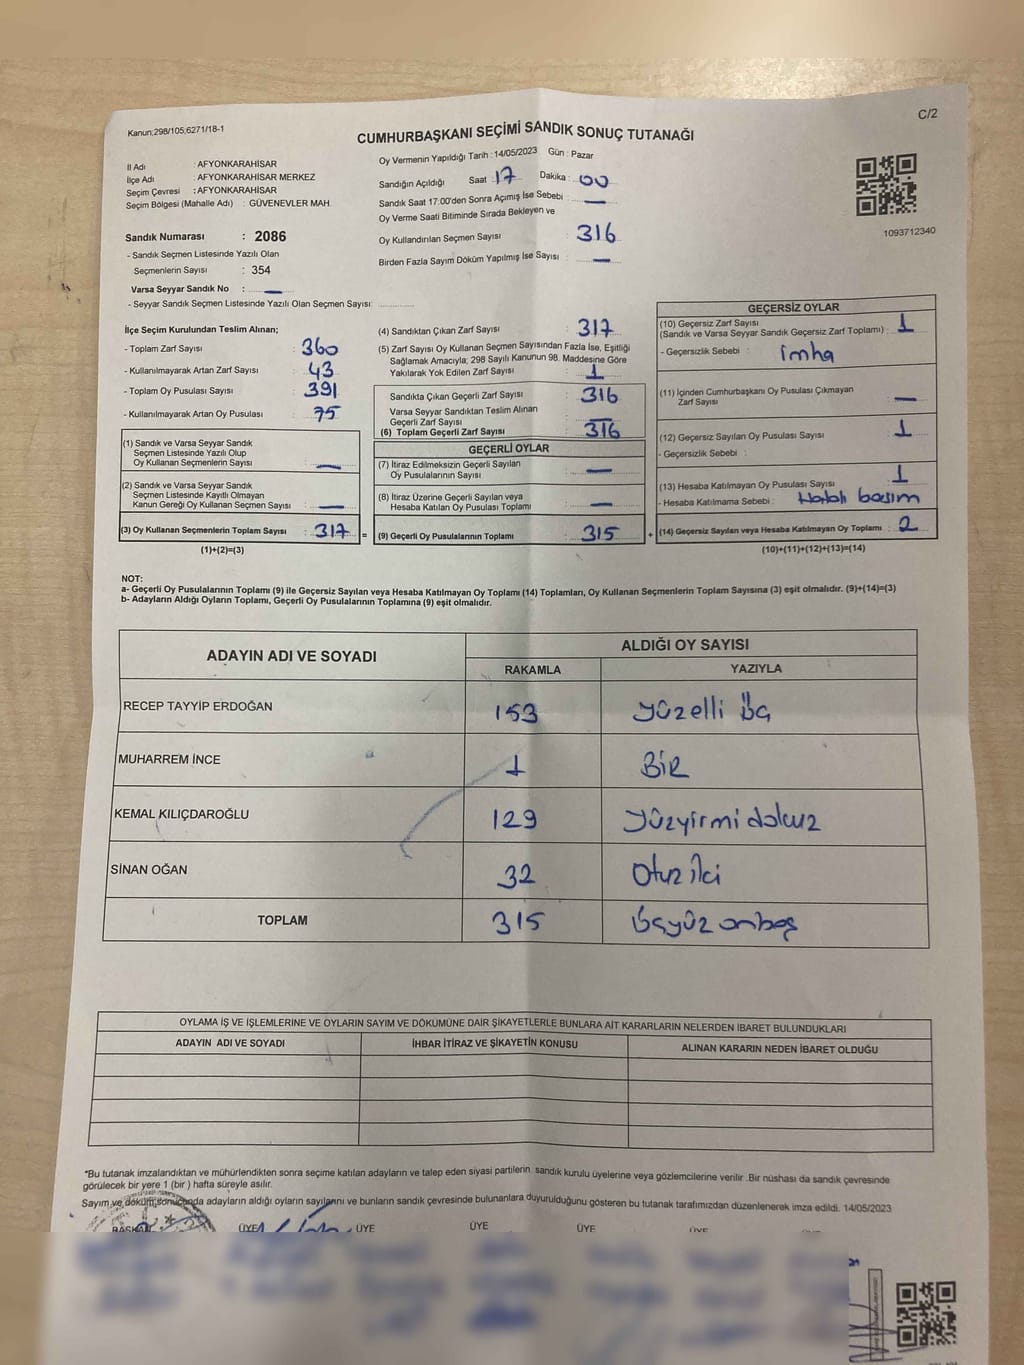 C/2
Kanun;298/105;6271/18-1
CUMHURBAŞKANI SEÇİMİ SANDIK SONUÇ TUTANAĞI
İl Adı : AFYONKARAHİSAR
İlçe Adı : AFYONKARAHİSAR MERKEZ
Seçim Çevresi : AFYONKARAHİSAR
Seçim Bölgesi (Mahalle Adı) : GÜVENEVLER MAH.
Sandık Numarası : 2086
- Sandık Seçmen Listesinde Yazılı Olan
Seçmenlerin Sayısı : 354
Varsa Seyyar Sandık No : —
- Seyyar Sandık Seçmen Listesinde Yazılı Olan Seçmen Sayısı:
Oy Vermenin Yapıldığı Tarih : 14/05/2023 Gün : Pazar
Sandığın Açıldığı Saat : 17 Dakika : 00
Sandık Saat 17:00'den Sonra Açımış İse Sebebi : —
Oy Verme Saati Bitiminde Sırada Bekleyen ve
Oy Kullandırılan Seçmen Sayısı : 316
Birden Fazla Sayım Döküm Yapılmış İse Sayısı : —
1093712340
İlçe Seçim Kurulundan Teslim Alınan;
- Toplam Zarf Sayısı : 360
- Kullanılmayarak Artan Zarf Sayısı : 43
- Toplam Oy Pusulası Sayısı : 391
- Kullanılmayarak Artan Oy Pusulası : 75
(1) Sandık ve Varsa Seyyar Sandık
Seçmen Listesinde Yazılı Olup
Oy Kullanan Seçmenlerin Sayısı : —
(2) Sandık ve Varsa Seyyar Sandık
Seçmen Listesinde Kayıtlı Olmayan
Kanun Gereği Oy Kullanan Seçmen Sayısı : —
(3) Oy Kullanan Seçmenlerin Toplam Sayısı : 317 =
(1)+(2)=(3)
(4) Sandıktan Çıkan Zarf Sayısı : 317
(5) Zarf Sayısı Oy Kullanan Seçmen Sayısından Fazla İse, Eşitliği
Sağlamak Amacıyla; 298 Sayılı Kanunun 98. Maddesine Göre
Yakılarak Yok Edilen Zarf Sayısı : 1
Sandıkta Çıkan Geçerli Zarf Sayısı : 316
Varsa Seyyar Sandıktan Teslim Alınan
Geçerli Zarf Sayısı : —
(6) Toplam Geçerli Zarf Sayısı : 316
GEÇERLİ OYLAR
(7) İtiraz Edilmeksizin Geçerli Sayılan
Oy Pusulasının Sayısı : —
(8) İtiraz Üzerine Geçerli Sayılan veya
Hesaba Katılan Oy Pusulası Toplamı : —
(9) Geçerli Oy Pusulalarının Toplamı : 315 +
GEÇERSİZ OYLAR
(10) Geçersiz Zarf Sayısı
(Sandık ve Varsa Seyyar Sandık Geçersiz Zarf Toplamı) : 1
- Geçersizlik Sebebi : imha
(11) İçinden Cumhurbaşkanı Oy Pusulası Çıkmayan
Zarf Sayısı : —
(12) Geçersiz Sayılan Oy Pusulası Sayısı : 1
- Geçersizlik Sebebi :
(13) Hesaba Katılmayan Oy Pusulası Sayısı : 1
- Hesaba Katılmama Sebebi : Hatalı basım
(14) Geçersiz Sayılan veya Hesaba Katılmayan Oy Toplamı : 2
(10)+(11)+(12)+(13)=(14)
NOT:
a- Geçerli Oy Pusulalarının Toplamı (9) ile Geçersiz Sayılan veya Hesaba Katılmayan Oy Toplamı (14) Toplamları, Oy Kullanan Seçmenlerin Toplam Sayısına (3) eşit olmalıdır. (9)+(14)=(3)
b- Adayların Aldığı Oyların Toplamı, Geçerli Oy Pusulalarının Toplamına (9) eşit olmalıdır.
ADAYIN ADI VE SOYADI ALDIĞI OY SAYISI
RAKAMLA YAZIYLA
RECEP TAYYİP ERDOĞAN 153 yüzelli üç
MUHARREM İNCE 1 BİR
KEMAL KILIÇDAROĞLU 129 yüzyirmi dokuz
SİNAN OĞAN 32 Otuz iki
TOPLAM 315 üçyüz onbeş
OYLAMA İŞ VE İŞLEMLERİNE VE OYLARIN SAYIM VE DÖKÜMÜNE DAİR ŞİKAYETLERLE BUNLARA AİT KARARLARIN NELERDEN İBARET BULUNDUKLARI
ADAYIN ADI VE SOYADI İHBAR İTİRAZ VE ŞİKAYETİN KONUSU ALINAN KARARIN NEDEN İBARET OLDUĞU
*Bu tutanak imzalandıktan ve mühürlendikten sonra seçime katılan adayların ve talep eden siyasi partilerin sandık kurulu üyelerine veya gözlemcilerine verilir .Bir nüshası da sandık çevresinde
görülecek bir yere 1 (bir ) hafta süreyle asılır.
Sayım ve döküm sonucunda adayların aldığı oyların sayılarını ve bunların sandık çevresinde bulunanlara duyurulduğunu gösteren bu tutanak tarafımızdan düzenlenerek imza edildi. 14/05/2023
BAŞKAN ÜYE ÜYE ÜYE ÜYE ÜYE